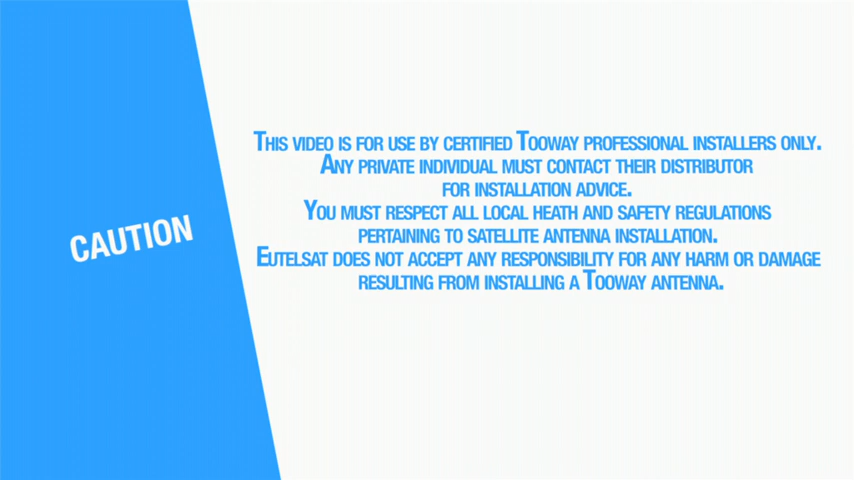 CAUTION
THIS VIDEO IS FOR USE BY CERTIFIED TOOWAY PROFESSIONAL INSTALLERS ONLY.
ANY PRIVATE INDIVIDUAL MUST CONTACT THEIR DISTRIBUTOR
FOR INSTALLATION ADVICE.
YOU MUST RESPECT ALL LOCAL HEATH AND SAFETY REGULATIONS
PERTAINING TO SATELLITE ANTENNA INSTALLATION.
EUTELSAT DOES NOT ACCEPT ANY RESPONSIBILITY FOR ANY HARM OR DAMAGE
RESULTING FROM INSTALLING A TOOWAY ANTENNA.